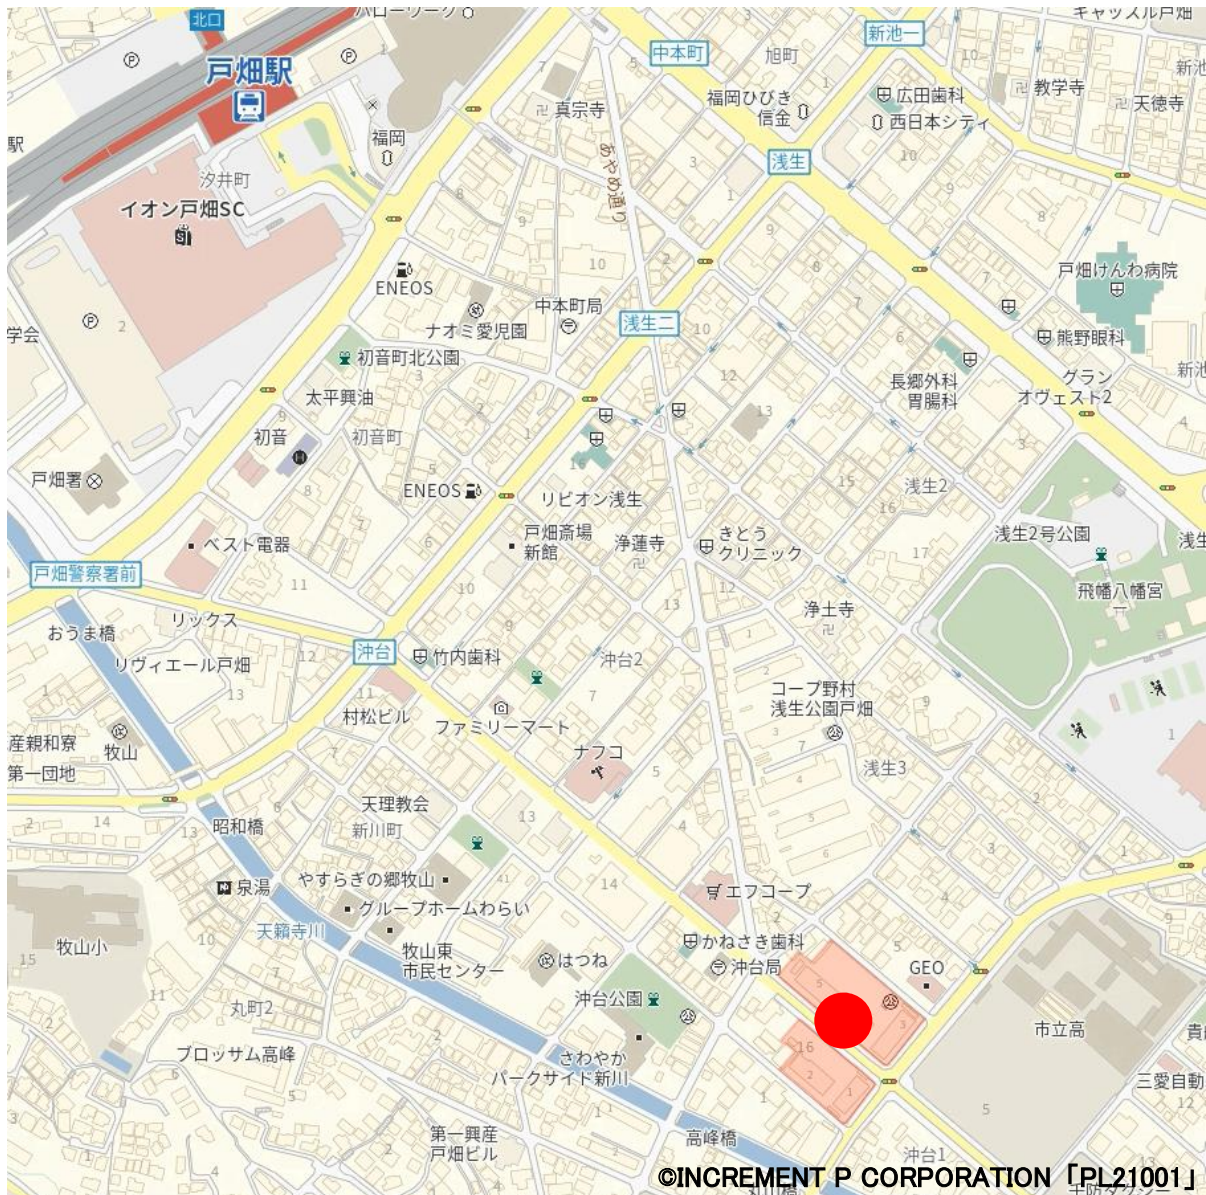 北口
ハローワーク
キャッスル戸畑
新池一
中本町
旭町
戸畑駅
福岡ひびき
信金
広田歯科
西日本シティ
教学寺
天徳寺
真宗寺
駅
福岡
浅生
汐井町
あやめ通り
イオン戸畑SC
戸畑けんわ病院
ENEOS
中本町局
ナオミ愛児園
浅生二
熊野眼科
学会
初音町北公園
太平興油
長郷外科
胃腸科
グラン
オヴェスト2
初音
初音町
戸畑署
ENEOS
リビオン浅生
浅生2
戸畑斎場
新館
浄蓮寺
きとう
クリニック
浅生2号公園
ベスト電器
戸畑警察署前
飛幡八幡宮
リックス
おうま橋
浄土寺
沖台
竹内歯科
沖台2
リヴィエール戸畑
コープ野村
浅生公園戸畑
村松ビル
ファミリーマート
産親和寮
牧山
第一団地
ナフコ
浅生3
天理教会
新川町
昭和橋
やすらぎの郷牧山
泉湯
エフコープ
グループホームわらい
天籟寺川
牧山小
牧山東
市民センター
かねさき歯科
はつね
沖台局
GEO
沖台公園
丸町2
市立高
ブロッサム高峰
さわやか
パークサイド新川
三愛自動
第一興産
戸畑ビル
高峰橋
沖台1
©INCREMENT P CORPORATION「PL21001」